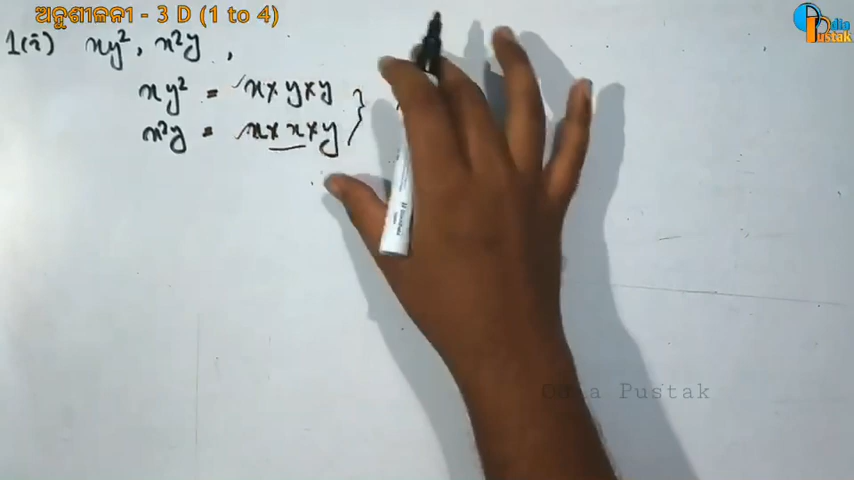 ଅନୁଶୀଳନୀ - 3 D (1 to 4)
Odia Pustak
1(i) xy², x²y ,
xy² = x × y × y
x²y = x × x × y
Odia Pustak